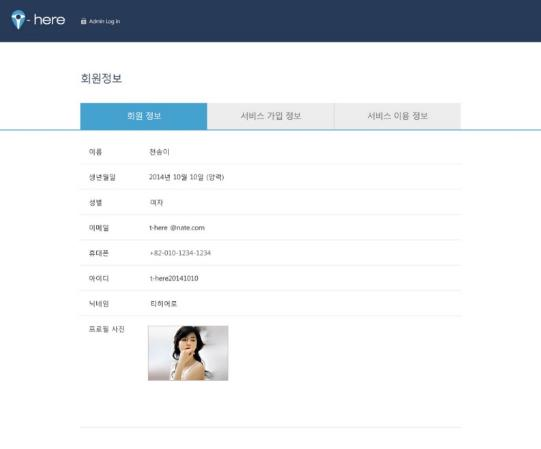 - here Admin Log in
회원정보
회원 정보 서비스 가입 정보 서비스 이용 정보
이름 천송이
생년월일 2014년 10월 10일 (양력)
성별 여자
이메일 t-here @nate.com
휴대폰 +82-010-1234-1234
아이디 t-here20141010
닉네임 티히어로
프로필 사진